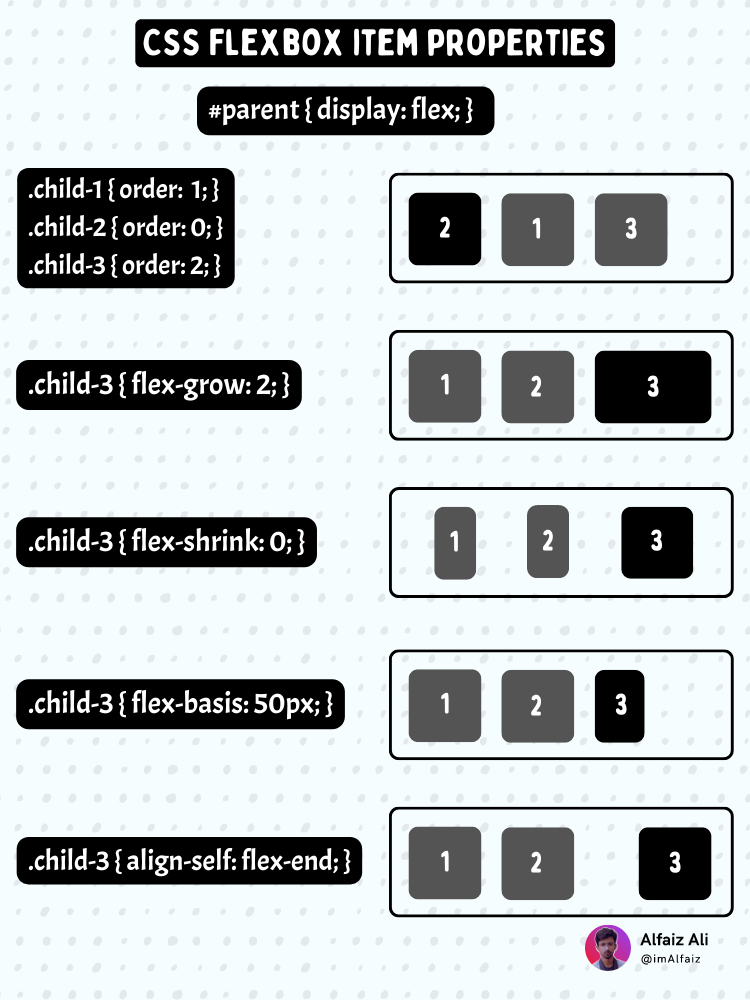 CSS FLEXBOX ITEM PROPERTIES
#parent { display: flex; }
.child-1 { order: 1; }
.child-2 { order: 0; }
.child-3 { order: 2; }
2 1 3
.child-3 { flex-grow: 2; }
1 2 3
.child-3 { flex-shrink: 0; }
1 2 3
.child-3 { flex-basis: 50px; }
1 2 3
.child-3 { align-self: flex-end; }
1 2 3
Alfaiz Ali
@imAlfaiz